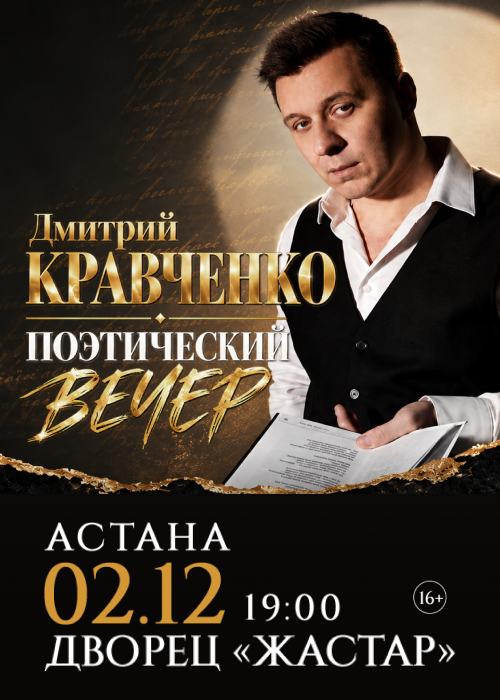 Дмитрий
КРАВЧЕНКО
ПОЭТИЧЕСКИЙ
ВЕЧЕР
АСТАНА
02.12 19:00
16+
ДВОРЕЦ «ЖАСТАР»